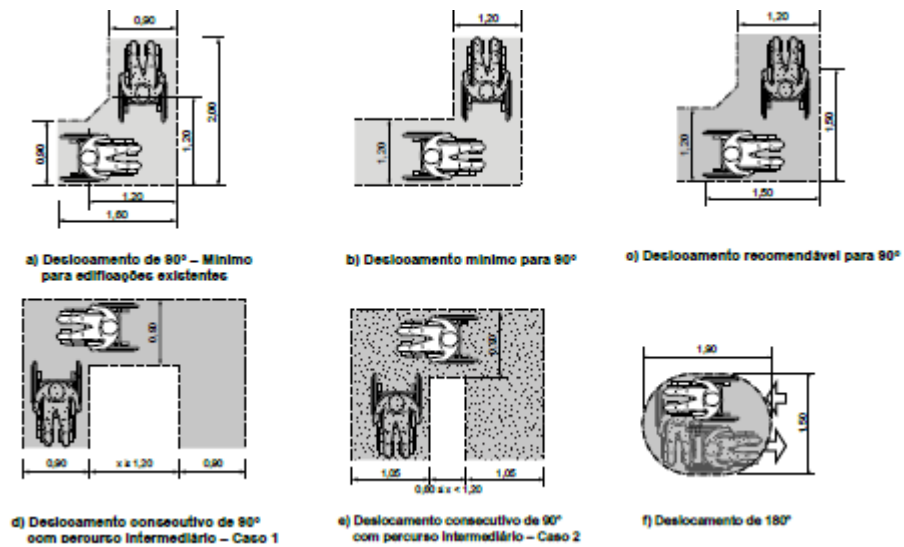 0,90
1,20
1,20
0,90
2,00
1,20
1,20
1,60
1,20
1,20
1,50
1,50
a) Deslocamento de 90° – Mínimo
para edificações existentes
b) Deslocamento mínimo para 90°
c) Deslocamento recomendável para 90°
0,90
1,90
1,50
0,90
x ≥ 1,20
0,90
1,05
1,05
0,60 ≤ x < 1,20
d) Deslocamento consecutivo de 90°
com percurso intermediário – Caso 1
e) Deslocamento consecutivo de 90°
com percurso intermediário – Caso 2
f) Deslocamento de 180°